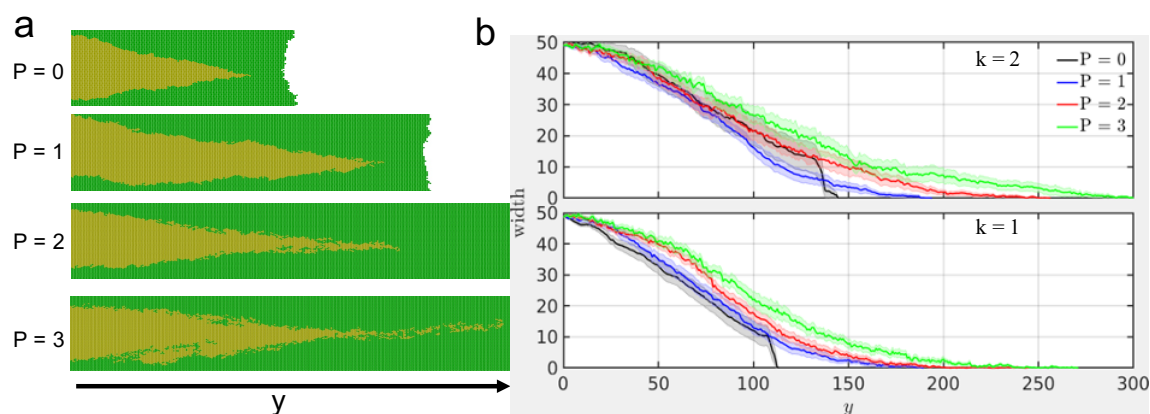 a
P = 0
P = 1
P = 2
P = 3
y
b
width
50
40
30
20
10
0
k = 2
P = 0
P = 1
P = 2
P = 3
50
40
30
20
10
0
k = 1
0
50
100
150
200
250
300
y